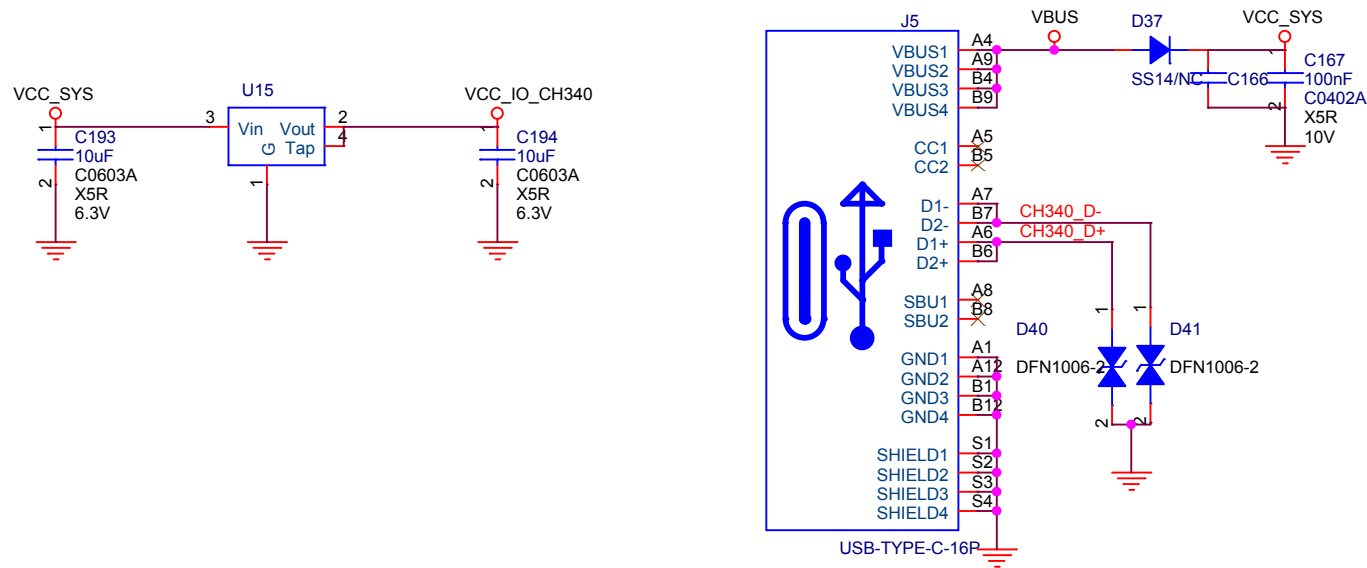 VCC_SYS
U15
VCC_IO_CH340
1
3
Vin
Vout
2
Tap
4
G
1
1
C193
10uF
C0603A
X5R
6.3V
2
C194
10uF
C0603A
X5R
6.3V
2
J5
VBUS
D37
VCC_SYS
VBUS1 A4
VBUS2 A9
VBUS3 B4
VBUS4 B9
SS14/NC
C166
1
C167
100nF
C0402A
X5R
10V
2
CC1 A5
CC2 B5
D1- A7
D2- B7 CH340_D-
D1+ A6 CH340_D+
D2+ B6
SBU1 A8
SBU2 B8
GND1 A1
GND2 A12
GND3 B1
GND4 B12
D40
DFN1006-2
1
2
D41
DFN1006-2
1
2
SHIELD1 S1
SHIELD2 S2
SHIELD3 S3
SHIELD4 S4
USB-TYPE-C-16P